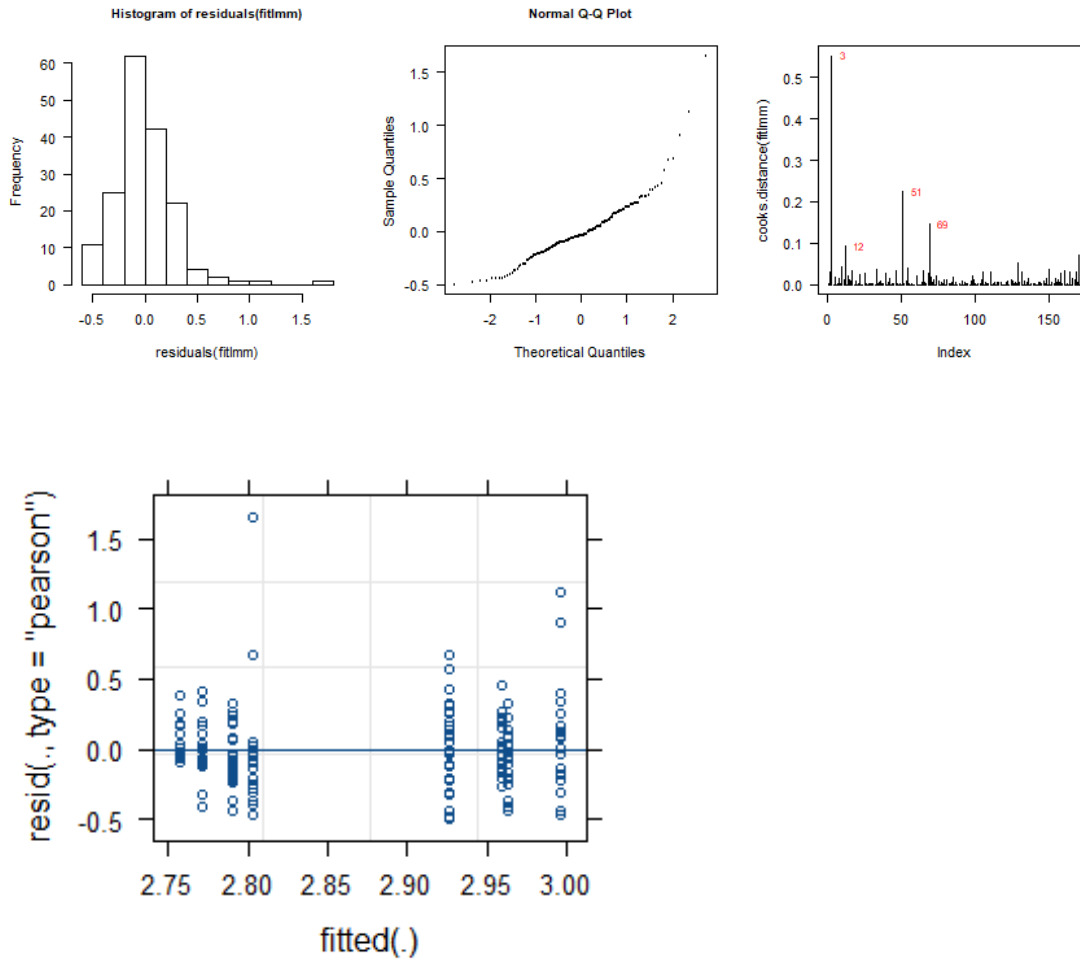 Histogram of residuals(fitlmm)
Frequency
60
50
40
30
20
10
0
-0.5 0.0 0.5 1.0 1.5
residuals(fitlmm)
Normal Q-Q Plot
Sample Quantiles
1.5
1.0
0.5
0.0
-0.5
-2 -1 0 1 2
Theoretical Quantiles
cooks.distance(fitlmm)
0.5
0.4
0.3
0.2
0.1
0.0
3
51
69
12
0 50 100 150
Index
resid(., type = "pearson")
1.5
1.0
0.5
0.0
-0.5
2.75 2.80 2.85 2.90 2.95 3.00
fitted(.)